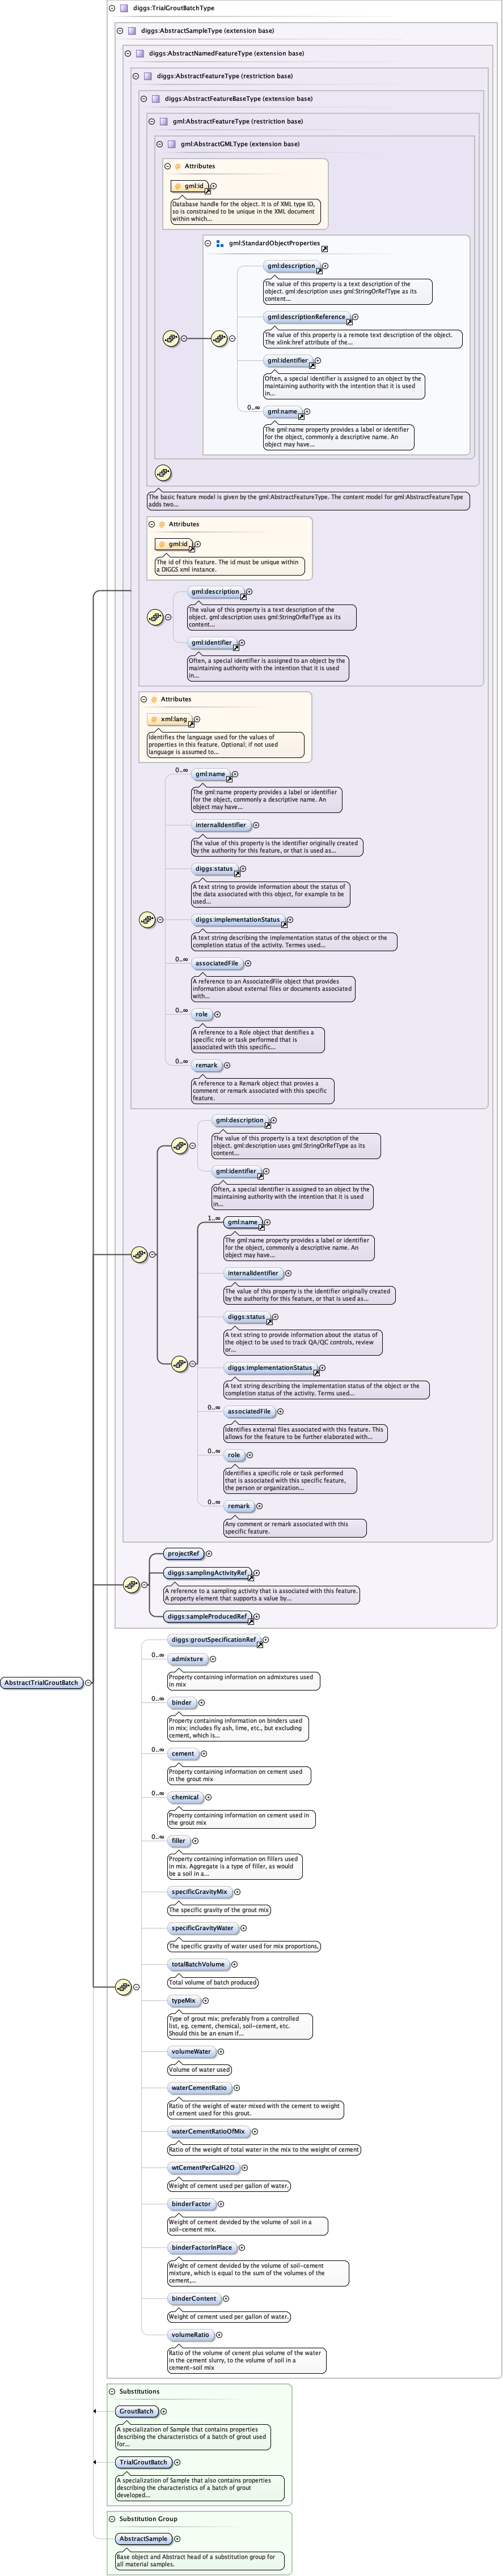 diggs:TrialGroutBatchType
diggs:AbstractSampleType (extension base)
diggs:AbstractNamedFeatureType (extension base)
diggs:AbstractFeatureType (restriction base)
diggs:AbstractFeatureBaseType (extension base)
gml:AbstractFeatureType (restriction base)
gml:AbstractGMLType (extension base)
Attributes
gml:id
Database handle for the object. It is of XML type ID,
so is constrained to be unique in the XML document
within which...
gml:StandardObjectProperties
gml:description
The value of this property is a text description of the
object. gml:description uses gml:StringOrRefType as its
content...
gml:descriptionReference
The value of this property is a remote text description of the object.
The xlink:href attribute of the...
gml:identifier
Often, a special identifier is assigned to an object by the
maintaining authority with the intention that it is used
in...
0..∞
gml:name
The gml:name property provides a label or identifier
for the object, commonly a descriptive name. An
object may have...
The basic feature model is given by the gml:AbstractFeatureType. The content model for gml:AbstractFeatureType
adds two...
Attributes
gml:id
The id of this feature. The id must be unique within
a DIGGS xml instance.
gml:description
The value of this property is a text description of the
object. gml:description uses gml:StringOrRefType as its
content...
gml:identifier
Often, a special identifier is assigned to an object by the
maintaining authority with the intention that it is used
in...
Attributes
xml:lang
Identifies the language used for the values of
properties in this feature. Optional; if not used
language is assumed to...
0..∞
gml:name
The gml:name property provides a label or identifier
for the object, commonly a descriptive name. An
object may have...
internalIdentifier
The value of this property is the identifier originally created
by the authority for this feature, or that is used as...
diggs:status
A text string to provide information about the status of
the data associated with this object, for example to be
used...
diggs:implementationStatus
A text string describing the implementation status of the object or the
completion status of the activity. Termes used...
0..∞
associatedFile
A reference to an AssociatedFile object that provides
information about external files or documents associated
with...
0..∞
role
A reference to a Role object that dentifies a
specific role or task performed that is
associated with this specific...
0..∞
remark
A reference to a Remark object that provies a
comment or remark associated with this specific
feature.
gml:description
The value of this property is a text description of the
object. gml:description uses gml:StringOrRefType as its
content...
gml:identifier
Often, a special identifier is assigned to an object by the
maintaining authority with the intention that it is used
in...
1..∞
gml:name
The gml:name property provides a label or identifier
for the object, commonly a descriptive name. An
object may have...
internalIdentifier
The value of this property is the identifier originally created
by the authority for this feature, or that is used as...
diggs:status
A text string to provide information about the status of
the object to be used to track QA/QC controls, review
or...
diggs:implementationStatus
A text string describing the implementation status of the object or the
completion status of the activity. Terms used...
0..∞
associatedFile
Identifies external files associated with this feature. This
allows for the feature to be further elaborated with...
0..∞
role
Identifies a specific role or task performed
that is associated with this specific feature,
the person or organization...
0..∞
remark
Any comment or remark associated with this
specific feature.
projectRef
diggs:samplingActivityRef
A reference to a sampling activity that is associated with this feature.
A property element that supports a value by...
diggs:sampleProducedRef
AbstractTrialGroutBatch
diggs:groutSpecificationRef
0..∞
admixture
Property containing information on admixtures used
in mix
0..∞
binder
Property containing information on binders used
in mix; includes fly ash, lime, etc., but excluding
cement, which is...
0..∞
cement
Property containing information on cement used
in the grout mix
0..∞
chemical
Property containing information on cement used in
the grout mix
0..∞
filler
Property containing information on fillers used
in mix. Aggregate is a type of filler, as would
be a soil in a...
specificGravityMix
The specific gravity of the grout mix
specificGravityWater
The specific gravity of water used for mix proportions,
totalBatchVolume
Total volume of batch produced
typeMix
Type of grout mix; preferably from a controlled
list, eg. cement, chemical, soil-cement, etc.
Should this be an enum if...
volumeWater
Volume of water used
waterCementRatio
Ratio of the weight of water mixed with the cement to weight
of cement used for this grout.
waterCementRatioOfMix
Ratio of the weight of total water in the mix to the weight of cement
wtCementPerGalH2O
Weight of cement used per gallon of water.
binderFactor
Weight of cement devided by the volume of soil in a
soil-cement mix.
binderFactorInPlace
Weight of cement devided by the volume of soil-cement
mixture, which is equal to the sum of the volumes of the
cement,...
binderContent
Weight of cement used per gallon of water.
volumeRatio
Ratio of the volume of cenent plus volume of the water
in the cement slurry, to the volume of soil in a
cement-soil mix
Substitutions
GroutBatch
A specialization of Sample that contains properties
describing the characteristics of a batch of grout used
for...
TrialGroutBatch
A specialization of Sample that also contains properties
describing the characteristics of a batch of grout
developed...
Substitution Group
AbstractSample
Base object and Abstract head of a substitution group for
all material samples.